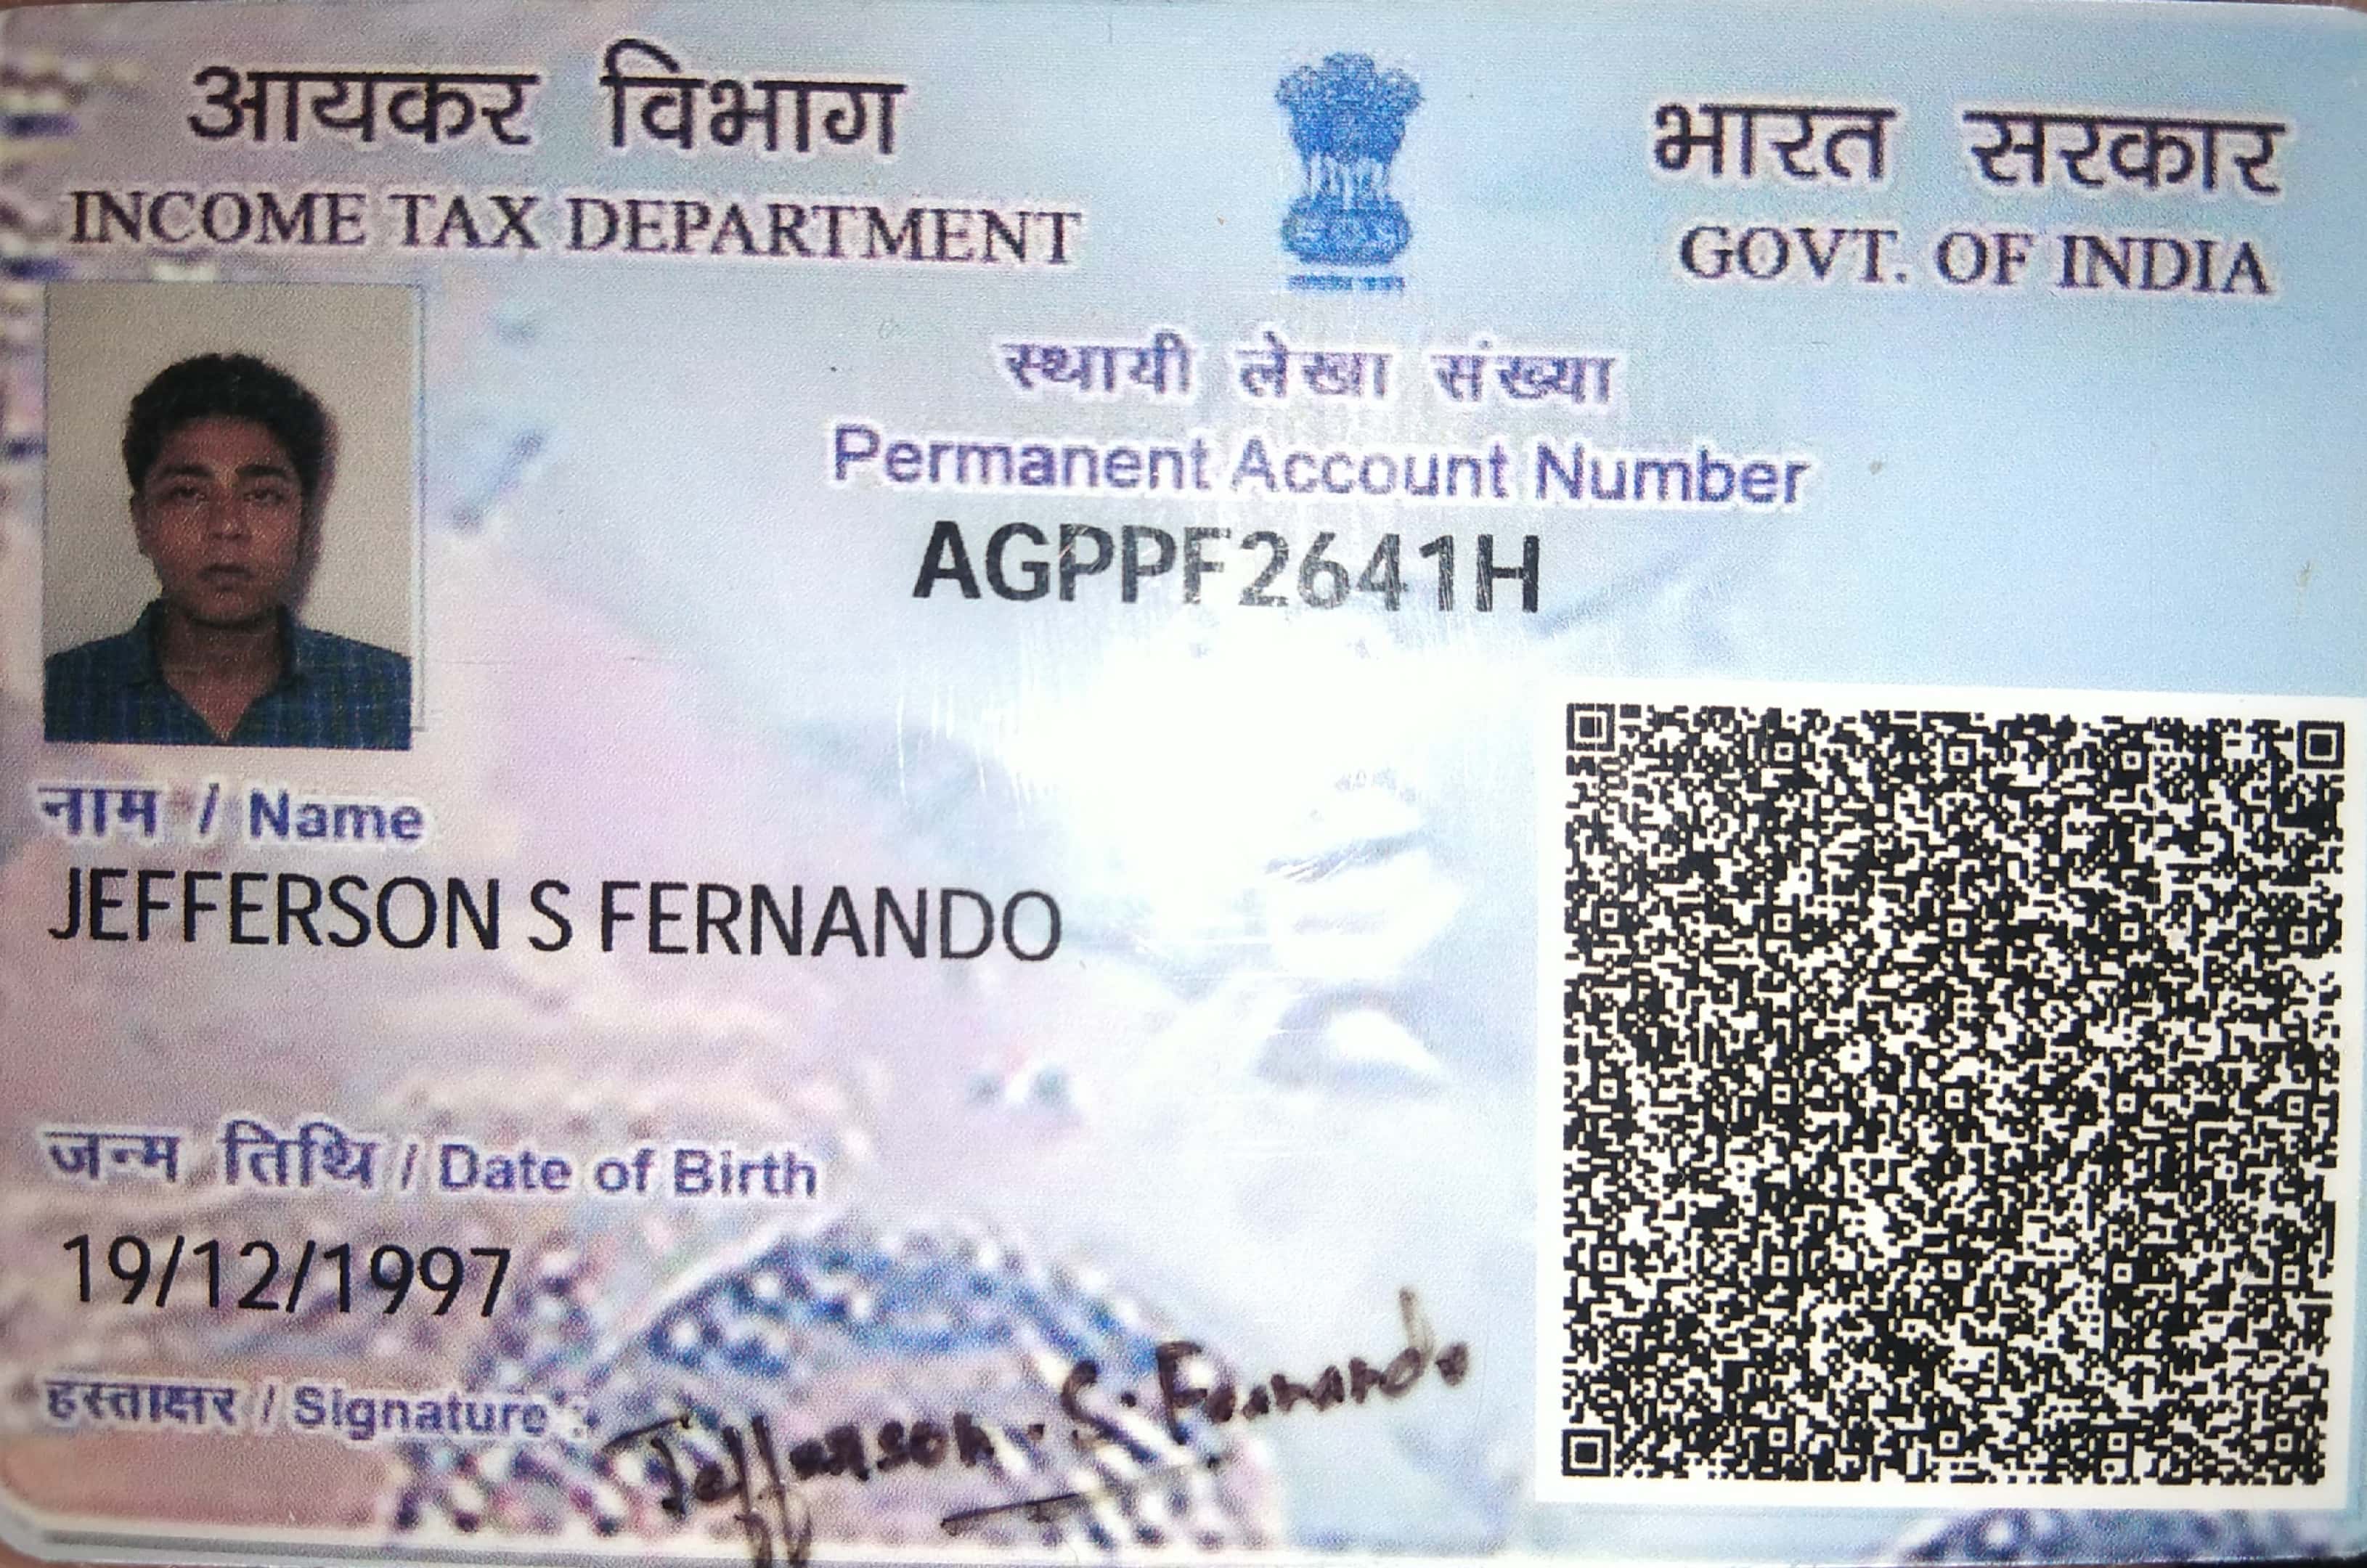 आयकर विभाग
INCOME TAX DEPARTMENT
भारत सरकार
GOVT. OF INDIA
स्थायी लेखा संख्या
Permanent Account Number
AGPPF2641H
नाम / Name
JEFFERSON S FERNANDO
जन्म तिथि / Date of Birth
19/12/1997
हस्ताक्षर / Signature
Jefferson. S. Fernando